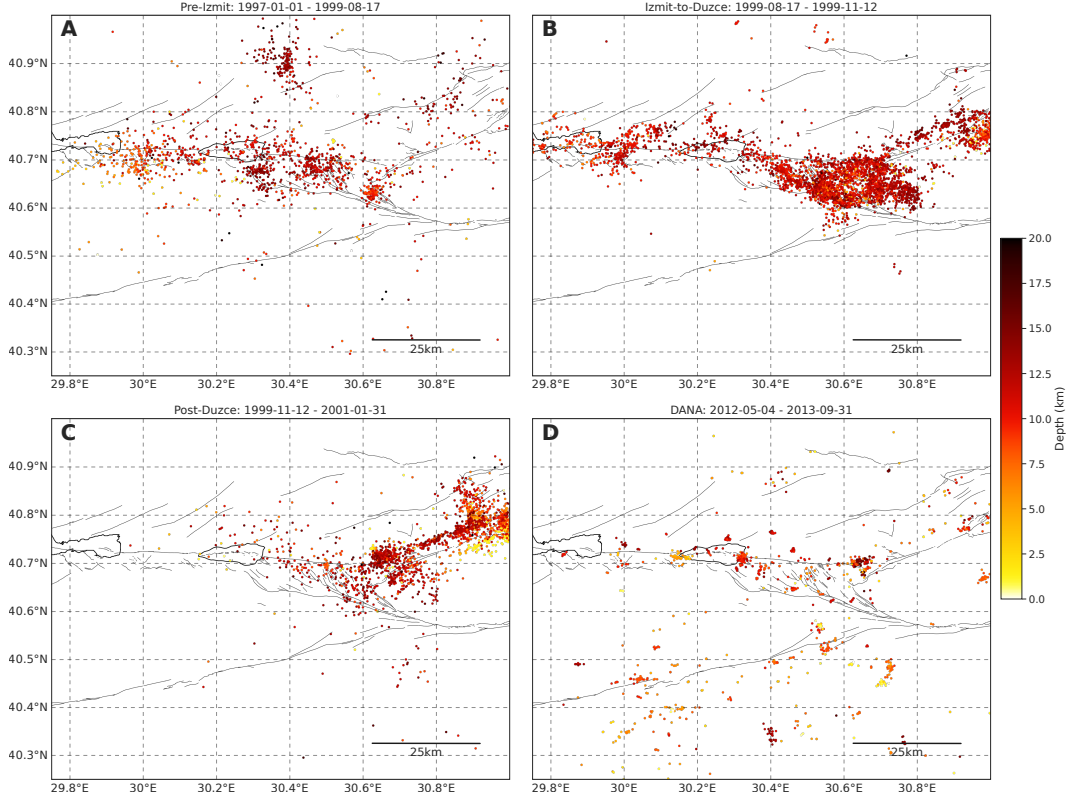 Pre-Izmit: 1997-01-01 - 1999-08-17
Izmit-to-Duzce: 1999-08-17 - 1999-11-12
A
B
40.9°N
40.8°N
40.7°N
40.6°N
40.5°N
40.4°N
40.3°N
25km
25km
29.8°E 30°E 30.2°E 30.4°E 30.6°E 30.8°E
29.8°E 30°E 30.2°E 30.4°E 30.6°E 30.8°E
Post-Duzce: 1999-11-12 - 2001-01-31
DANA: 2012-05-04 - 2013-09-31
C
D
40.9°N
40.8°N
40.7°N
40.6°N
40.5°N
40.4°N
40.3°N
25km
25km
29.8°E 30°E 30.2°E 30.4°E 30.6°E 30.8°E
29.8°E 30°E 30.2°E 30.4°E 30.6°E 30.8°E
20.0
17.5
15.0
12.5
10.0
7.5
5.0
2.5
0.0
Depth (km)